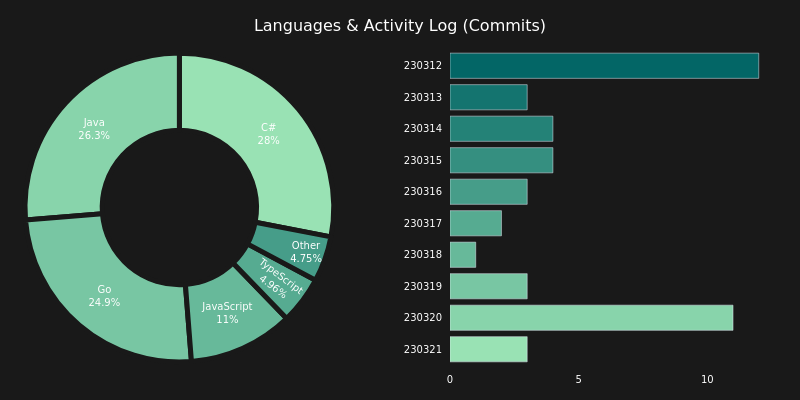 Languages & Activity Log (Commits)
Java
26.3%
C#
28%
Other
4.75%
TypeScript
4.96%
JavaScript
11%
Go
24.9%
230312
230313
230314
230315
230316
230317
230318
230319
230320
230321
0
5
10